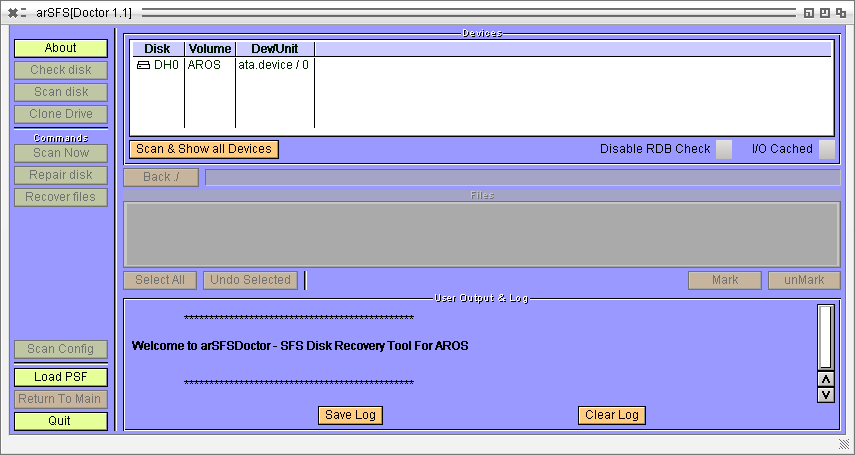 arSFS[Doctor 1.1]
About
Check disk
Scan disk
Clone Drive
Commands
Scan Now
Repair disk
Recover files
Scan Config
Load PSF
Return To Main
Quit
Devices
Disk Volume Dev/Unit
DH0 AROS ata.device / 0
Scan & Show all Devices
Disable RDB Check
I/O Cached
Back ./
Files
Select All
Undo Selected
Mark
unMark
User Output & Log
**********************************************
Welcome to arSFSDoctor - SFS Disk Recovery Tool For AROS
**********************************************
Save Log
Clear Log